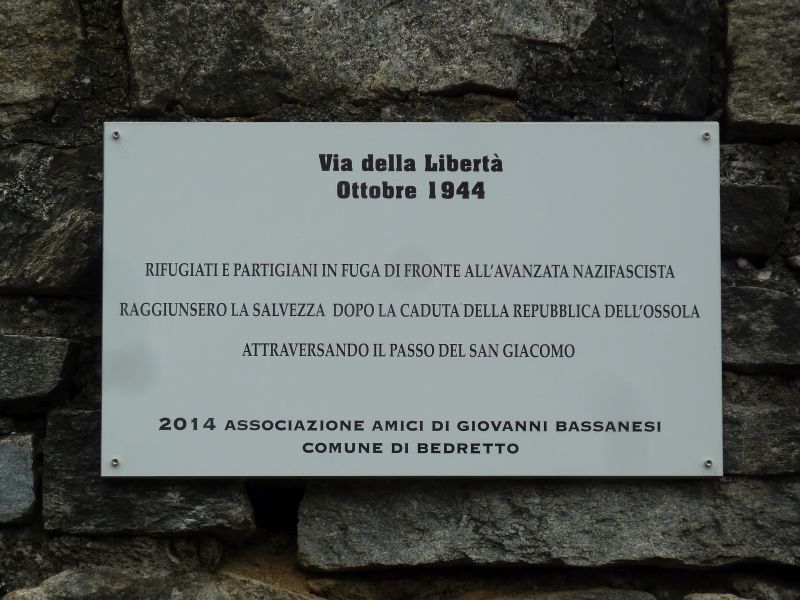 Via della Libertà
Ottobre 1944
RIFUGIATI E PARTIGIANI IN FUGA DI FRONTE ALL'AVANZATA NAZIFASCISTA
RAGGIUNSERO LA SALVEZZA DOPO LA CADUTA DELLA REPUBBLICA DELL'OSSOLA
ATTRAVERSANDO IL PASSO DEL SAN GIACOMO
2014 ASSOCIAZIONE AMICI DI GIOVANNI BASSANESI
COMUNE DI BEDRETTO